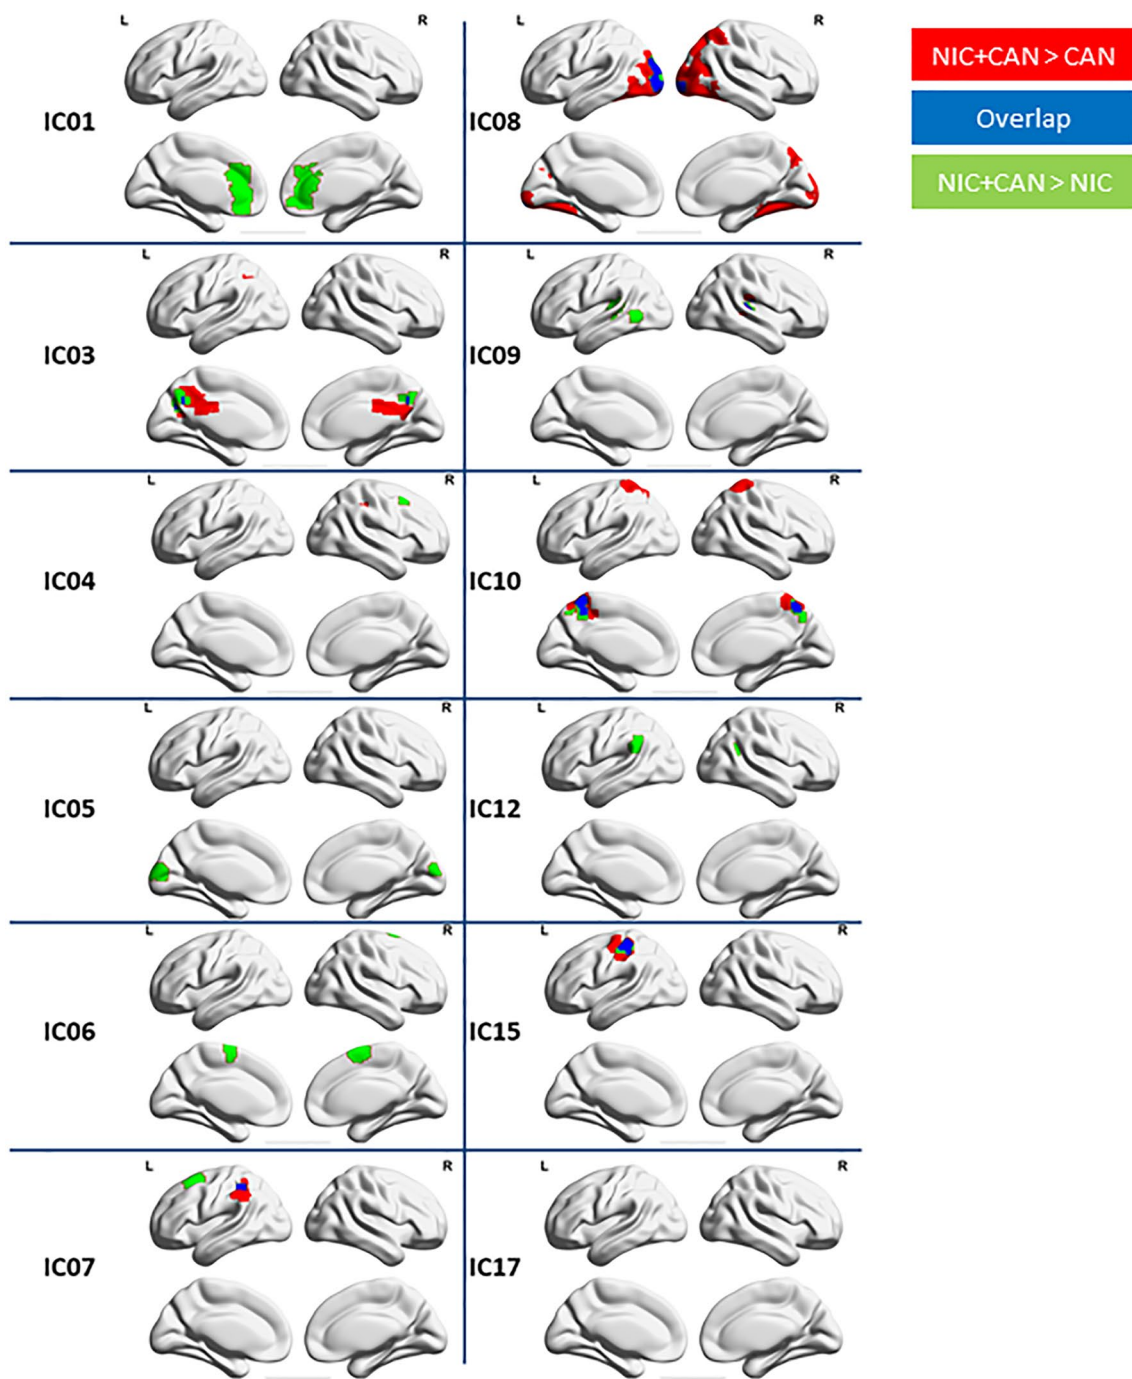 L R
IC01
L R
IC08
NIC+CAN > CAN
Overlap
NIC+CAN > NIC
L R
IC03
L R
IC09
L R
IC04
L R
IC10
L R
IC05
L R
IC12
L R
IC06
L R
IC15
L R
IC07
L R
IC17